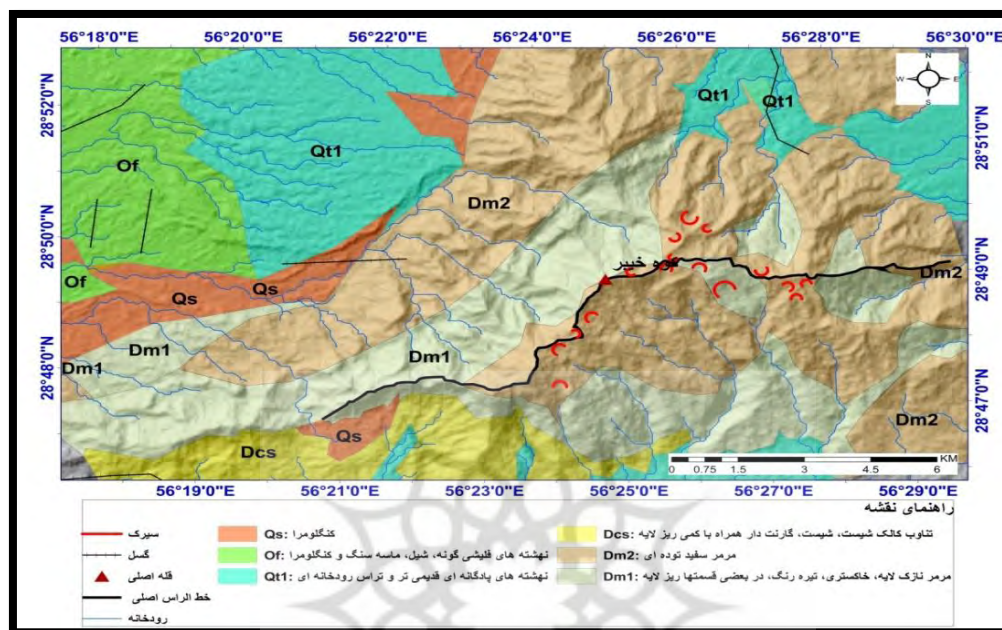 56°18'0"E 56°20'0"E 56°22'0"E 56°24'0"E 56°26'0"E 56°28'0"E 56°30'0"E
N
W E
S
28°52'0"N
28°50'0"N
28°48'0"N
28°51'0"N
28°49'0"N
28°47'0"N
Qt1 Qt1
Of Qt1
Dm2
کوه خبیر
Of Qs Qs Dm2
Dm1 Dm1
Dm2
Qs
Dcs
KM
0 0.75 1.5 3 4.5 6
56°19'0"E 56°21'0"E 56°23'0"E 56°25'0"E 56°27'0"E 56°29'0"E
راهنمای نقشه
Dcs: تناوب کالک شیست، شیست، گارنت دار همراه با کمی ریز لایه
Dm2: مرمر سفید توده ای
Dm1: مرمر نازک لایه، خاکستری، تیره رنگ، در بعضی قسمتها ریز لایه
Qs: کنگلومرا
Of: نهشته های فلیشی گونه، شیل، ماسه سنگ و کنگلومرا
Qt1: نهشته های پادگانه ای قدیمی تر و تراس رودخانه ای
سیرک
گسل
قله اصلی
خط الراس اصلی
رودخانه